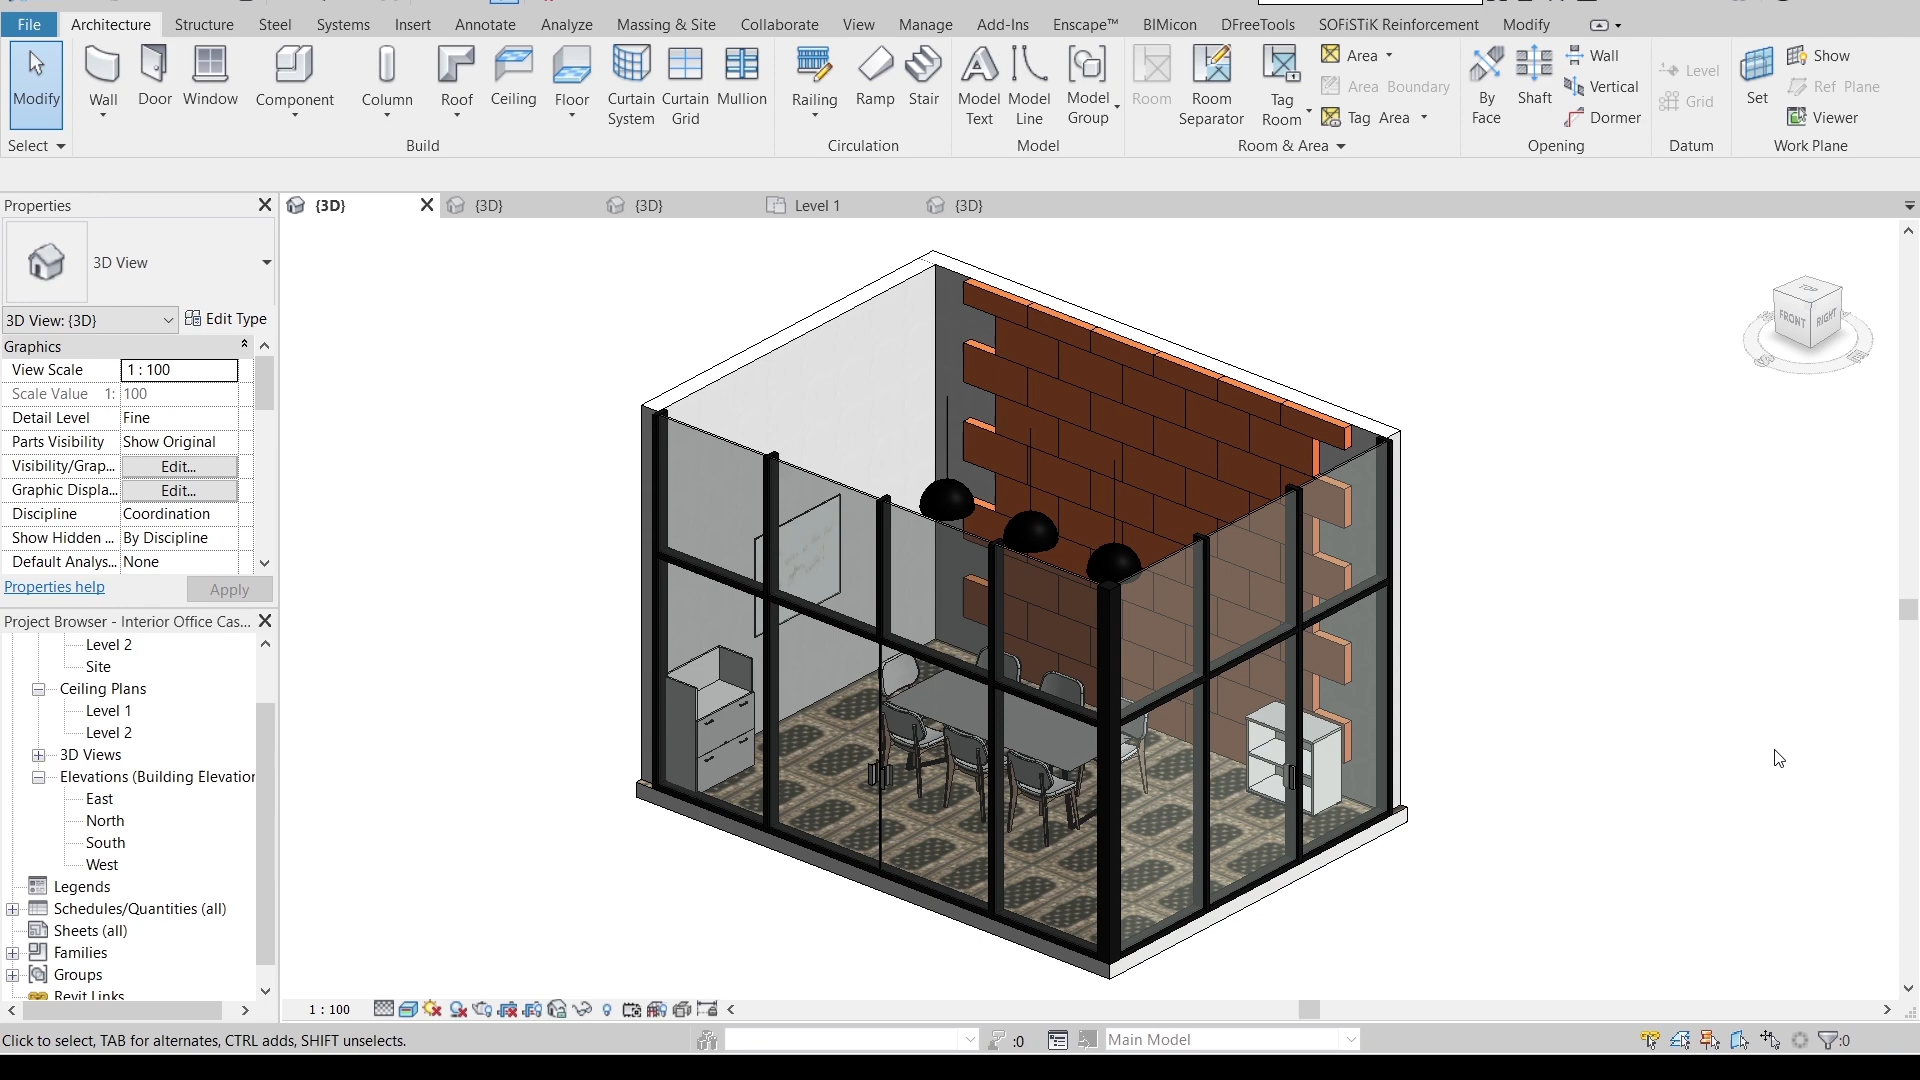 File Architecture Structure Steel Systems Insert Annotate Analyze Massing & Site Collaborate View Manage Add-Ins Enscape™ BIMicon DFreeTools SOFiSTiK Reinforcement Modify
Modify Wall Door Window Component Column Roof Ceiling Floor Curtain System Curtain Grid Mullion Railing Ramp Stair Model Text Model Line Model Group Room Room Separator Tag Room Area Area Boundary Tag Area By Face Shaft Wall Vertical Dormer Level Grid Set Show Ref Plane Viewer
Select Build Circulation Model Room & Area Opening Datum Work Plane
Properties
{3D} {3D} {3D} Level 1 {3D}
3D View
3D View: {3D} Edit Type
Graphics
View Scale 1 : 100
Scale Value 1: 100
Detail Level Fine
Parts Visibility Show Original
Visibility/Grap... Edit...
Graphic Displa... Edit...
Discipline Coordination
Show Hidden ... By Discipline
Default Analys... None
Properties help Apply
TOP
FRONT RIGHT
Project Browser - Interior Office Cas...
Level 2
Site
Ceiling Plans
Level 1
Level 2
3D Views
Elevations (Building Elevation
East
North
South
West
Legends
Schedules/Quantities (all)
Sheets (all)
Families
Groups
Revit Links
1 : 100
Click to select, TAB for alternates, CTRL adds, SHIFT unselects.
:0 Main Model :0